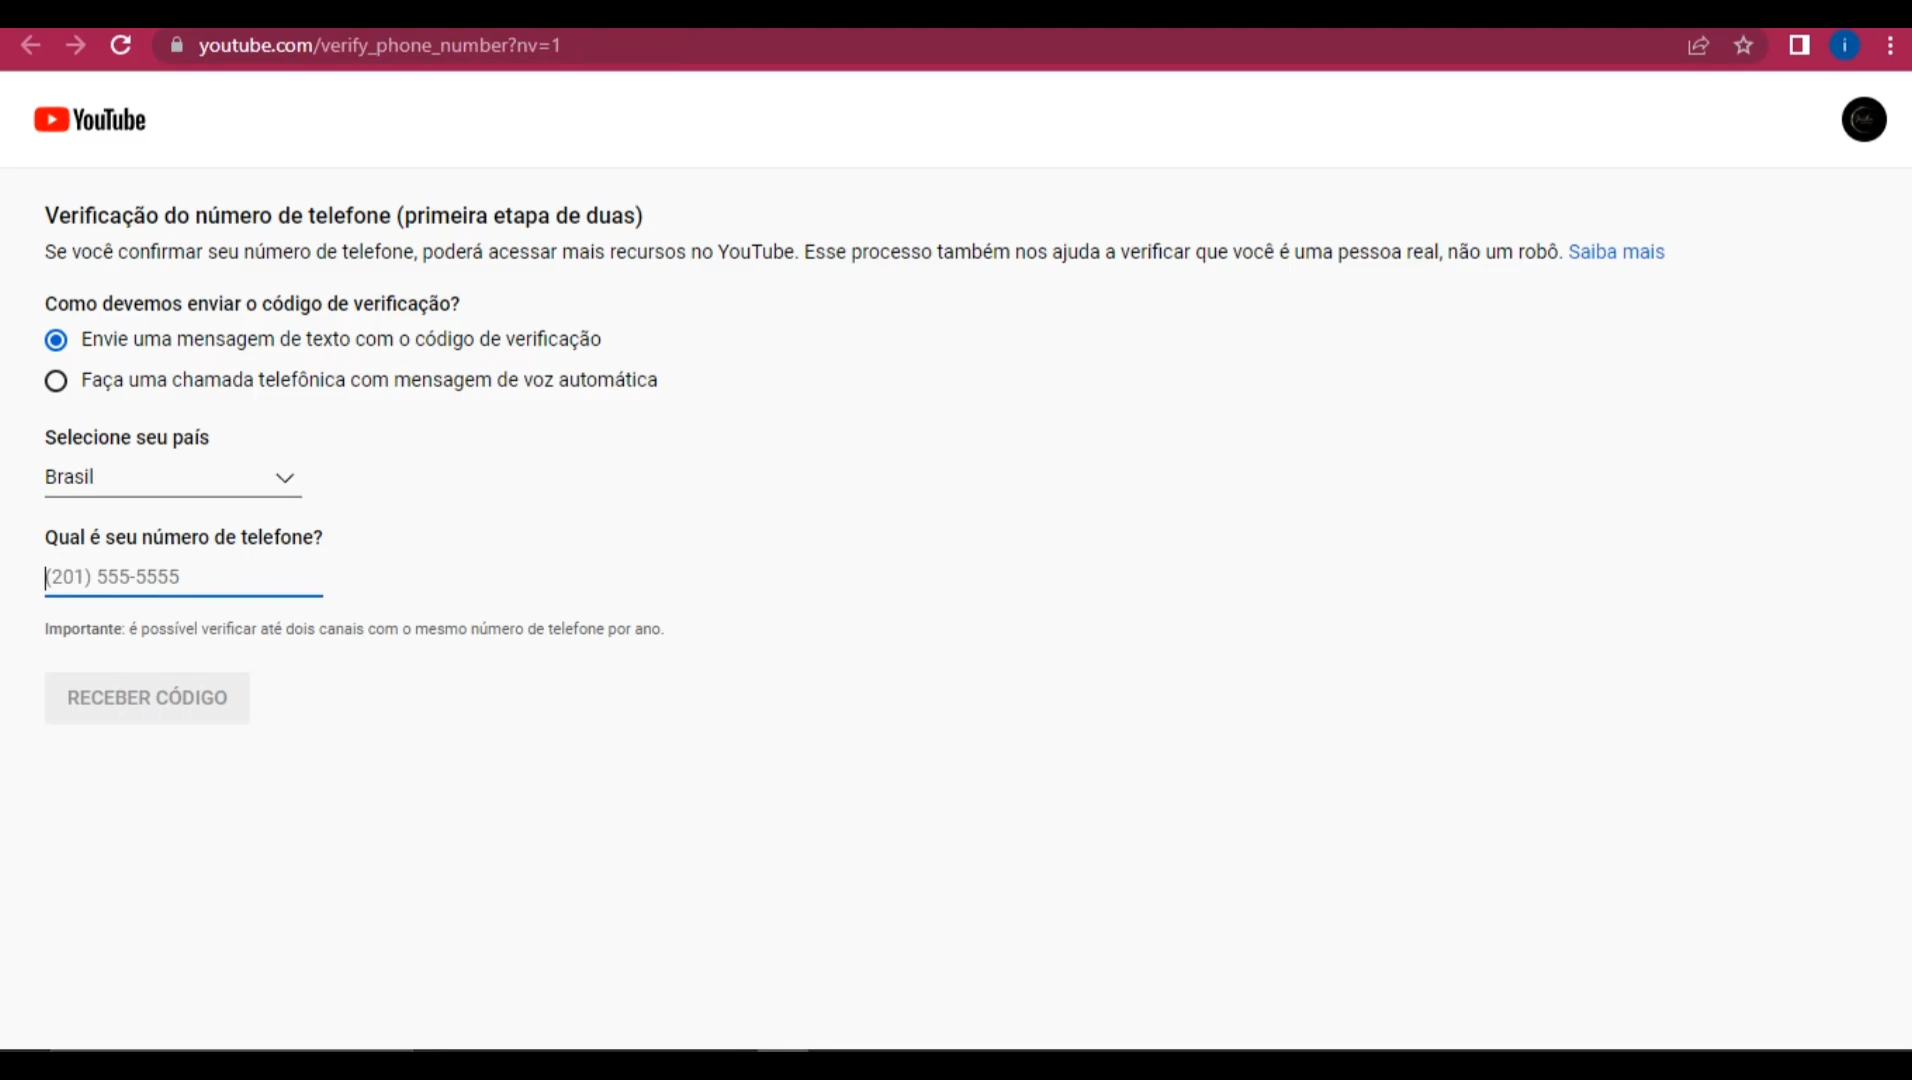 youtube.com/verify_phone_number?nv=1
i
YouTube
Verificação do número de telefone (primeira etapa de duas)
Se você confirmar seu número de telefone, poderá acessar mais recursos no YouTube. Esse processo também nos ajuda a verificar que você é uma pessoa real, não um robô. Saiba mais
Como devemos enviar o código de verificação?
Envie uma mensagem de texto com o código de verificação
Faça uma chamada telefônica com mensagem de voz automática
Selecione seu país
Brasil
Qual é seu número de telefone?
(201) 555-5555
Importante: é possível verificar até dois canais com o mesmo número de telefone por ano.
RECEBER CÓDIGO